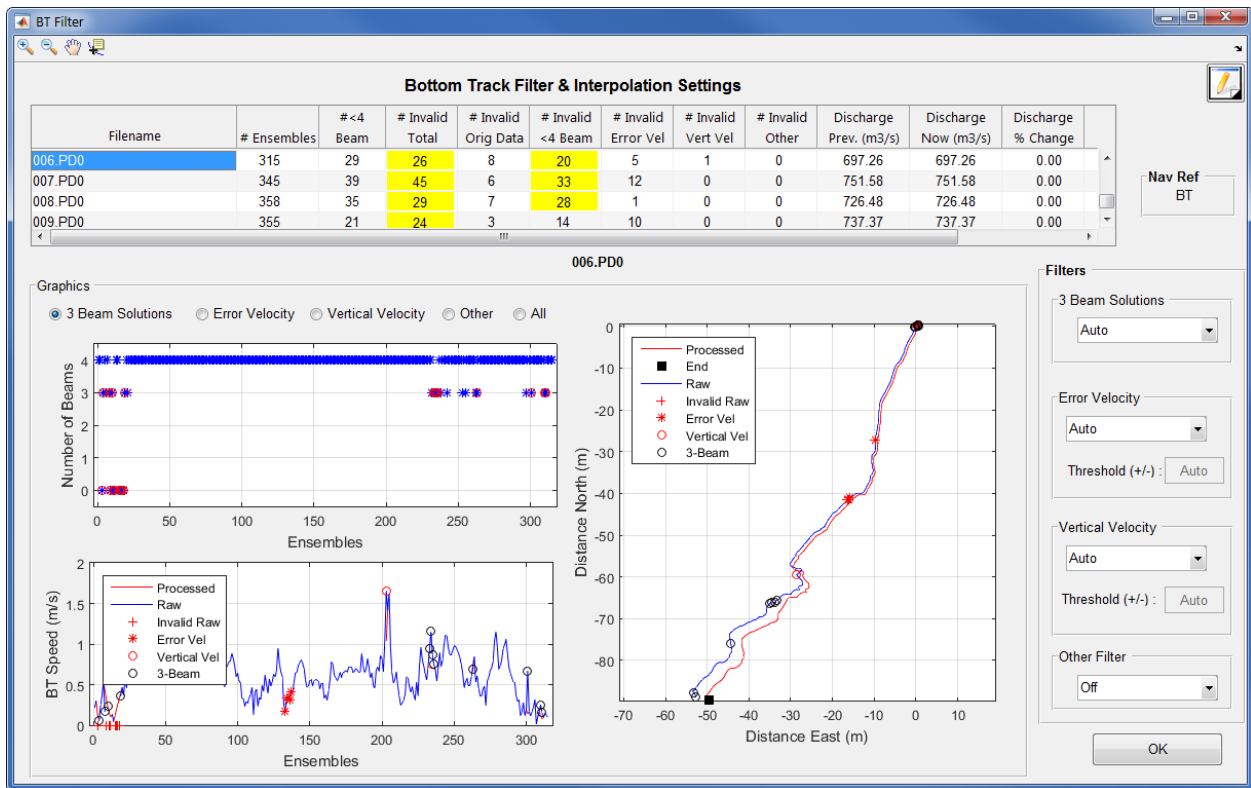 BT Filter
Bottom Track Filter & Interpolation Settings
Filename # Ensembles #<4 Beam # Invalid Total # Invalid Orig Data # Invalid <4 Beam # Invalid Error Vel # Invalid Vert Vel # Invalid Other Discharge Prev. (m3/s) Discharge Now (m3/s) Discharge % Change
006.PD0 315 29 26 8 20 5 1 0 697.26 697.26 0.00
007.PD0 345 39 45 6 33 12 0 0 751.58 751.58 0.00
008.PD0 358 35 29 7 28 1 0 0 726.48 726.48 0.00
009.PD0 355 21 24 3 14 10 0 0 737.37 737.37 0.00
Nav Ref
BT
006.PD0
Graphics
3 Beam Solutions Error Velocity Vertical Velocity Other All
Number of Beams
4
3
2
1
0
0 50 100 150 200 250 300
Ensembles
BT Speed (m/s)
2
1.5
1
0.5
0
Processed
Raw
Invalid Raw
Error Vel
Vertical Vel
3-Beam
0 50 100 150 200 250 300
Ensembles
Distance North (m)
0
-10
-20
-30
-40
-50
-60
-70
-80
Processed
End
Raw
Invalid Raw
Error Vel
Vertical Vel
3-Beam
-70 -60 -50 -40 -30 -20 -10 0 10
Distance East (m)
Filters
3 Beam Solutions
Auto
Error Velocity
Auto
Threshold (+/-) : Auto
Vertical Velocity
Auto
Threshold (+/-) : Auto
Other Filter
Off
OK